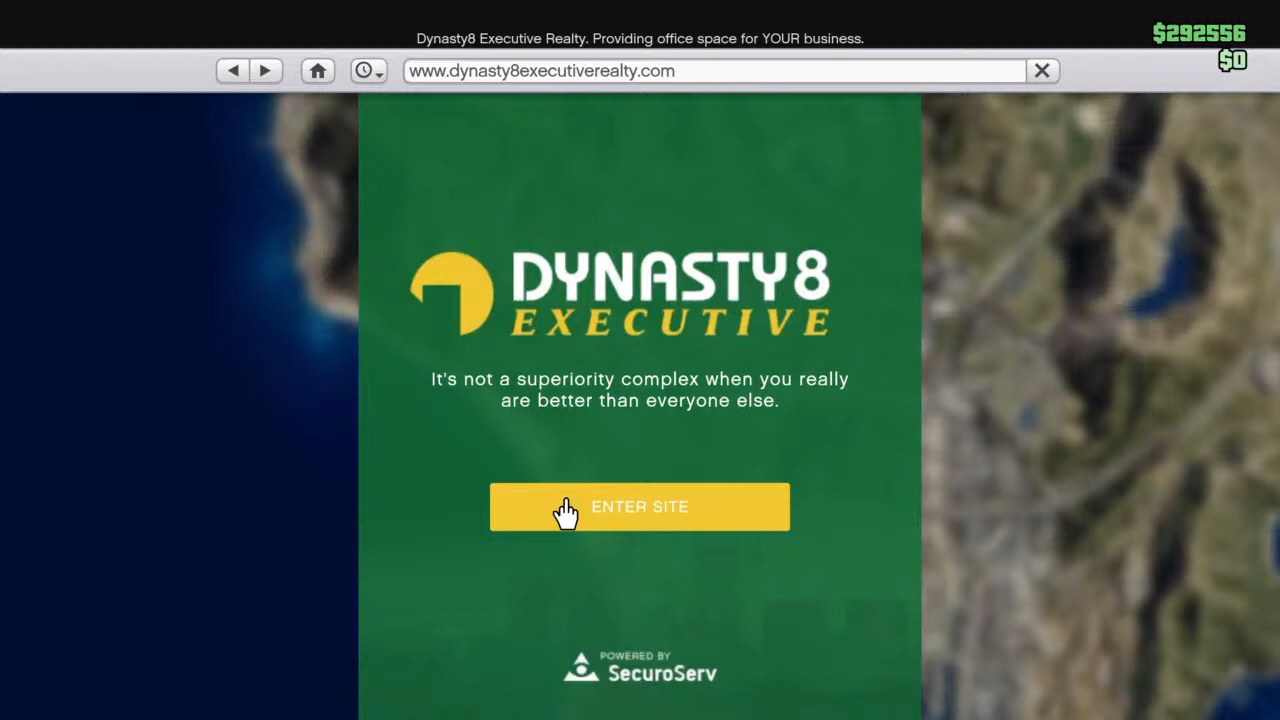 Dynasty8 Executive Realty. Providing office space for YOUR business.
$292556
$0
www.dynasty8executiverealty.com
DYNASTY8
EXECUTIVE
It's not a superiority complex when you really
are better than everyone else.
ENTER SITE
POWERED BY
SecuroServ